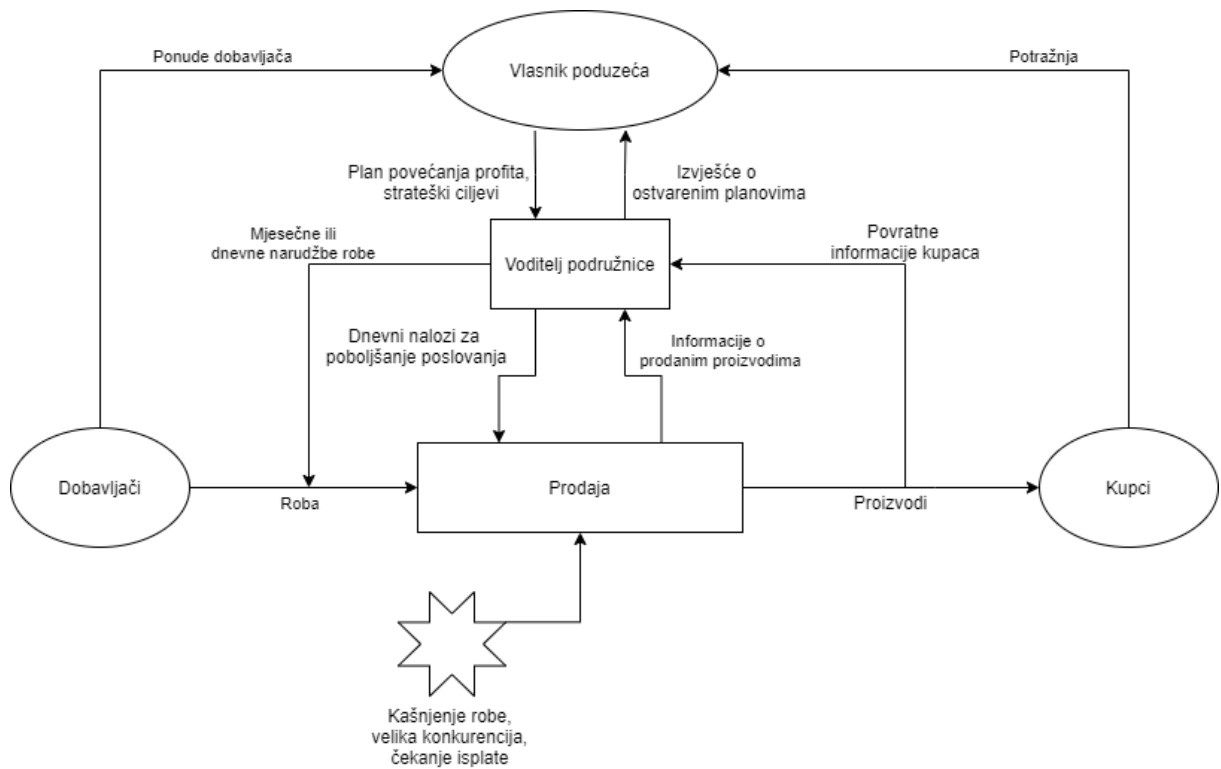 Ponude dobavljača
Vlasnik poduzeća
Potražnja
Plan povećanja profita,
strateški ciljevi
Izvješće o
ostvarenim planovima
Mjesečne ili
dnevne narudžbe robe
Voditelj podružnice
Povratne
informacije kupaca
Dnevni nalozi za
poboljšanje poslovanja
Informacije o
prodanim proizvodima
Dobavljači
Roba
Prodaja
Proizvodi
Kupci
Kašnjenje robe,
velika konkurencija,
čekanje isplate